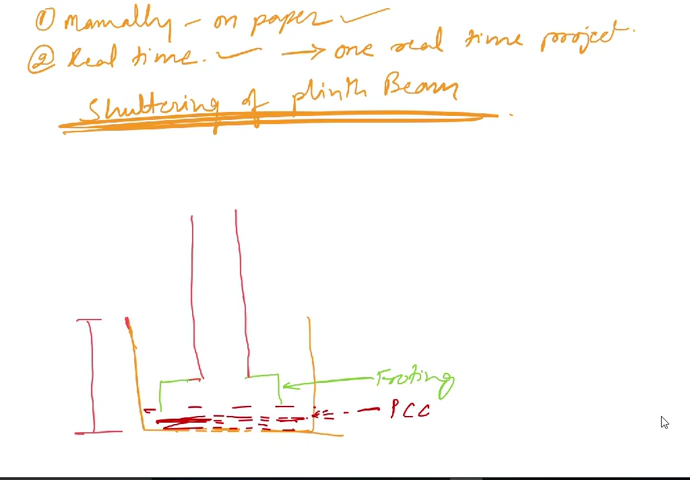 ① Manually - on paper ✓
② Real time. ✓ → one real time project.
Shuttering of plinth Beam
Footing
PCC